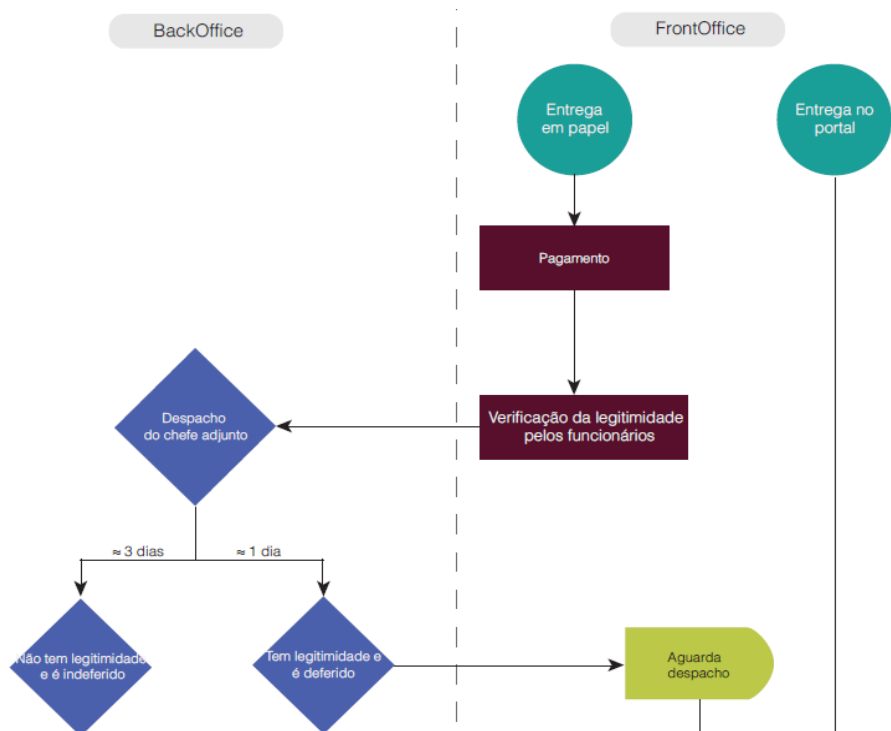 BackOffice
FrontOffice
Entrega
em papel
Entrega no
portal
Pagamento
Verificação da legitimidade
pelos funcionários
Despacho
do chefe adjunto
≈ 3 dias
≈ 1 dia
Não tem legitimidade
e é indeferido
Tem legitimidade e
é deferido
Aguarda
despacho